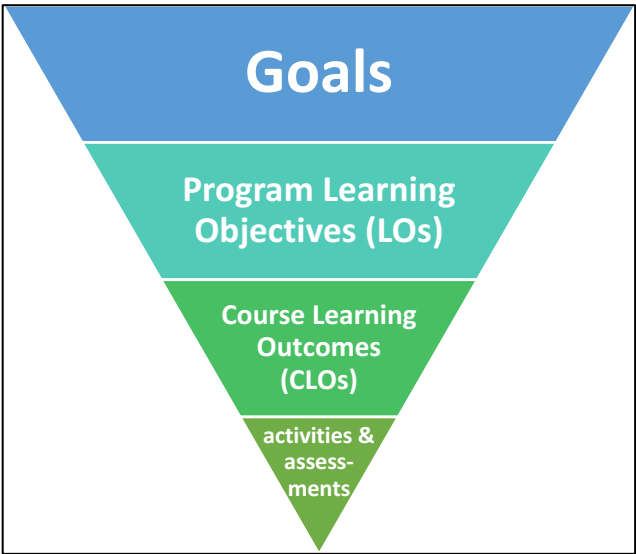 Goals
Program Learning
Objectives (LOs)
Course Learning
Outcomes
(CLOs)
activities &
assess-
ments